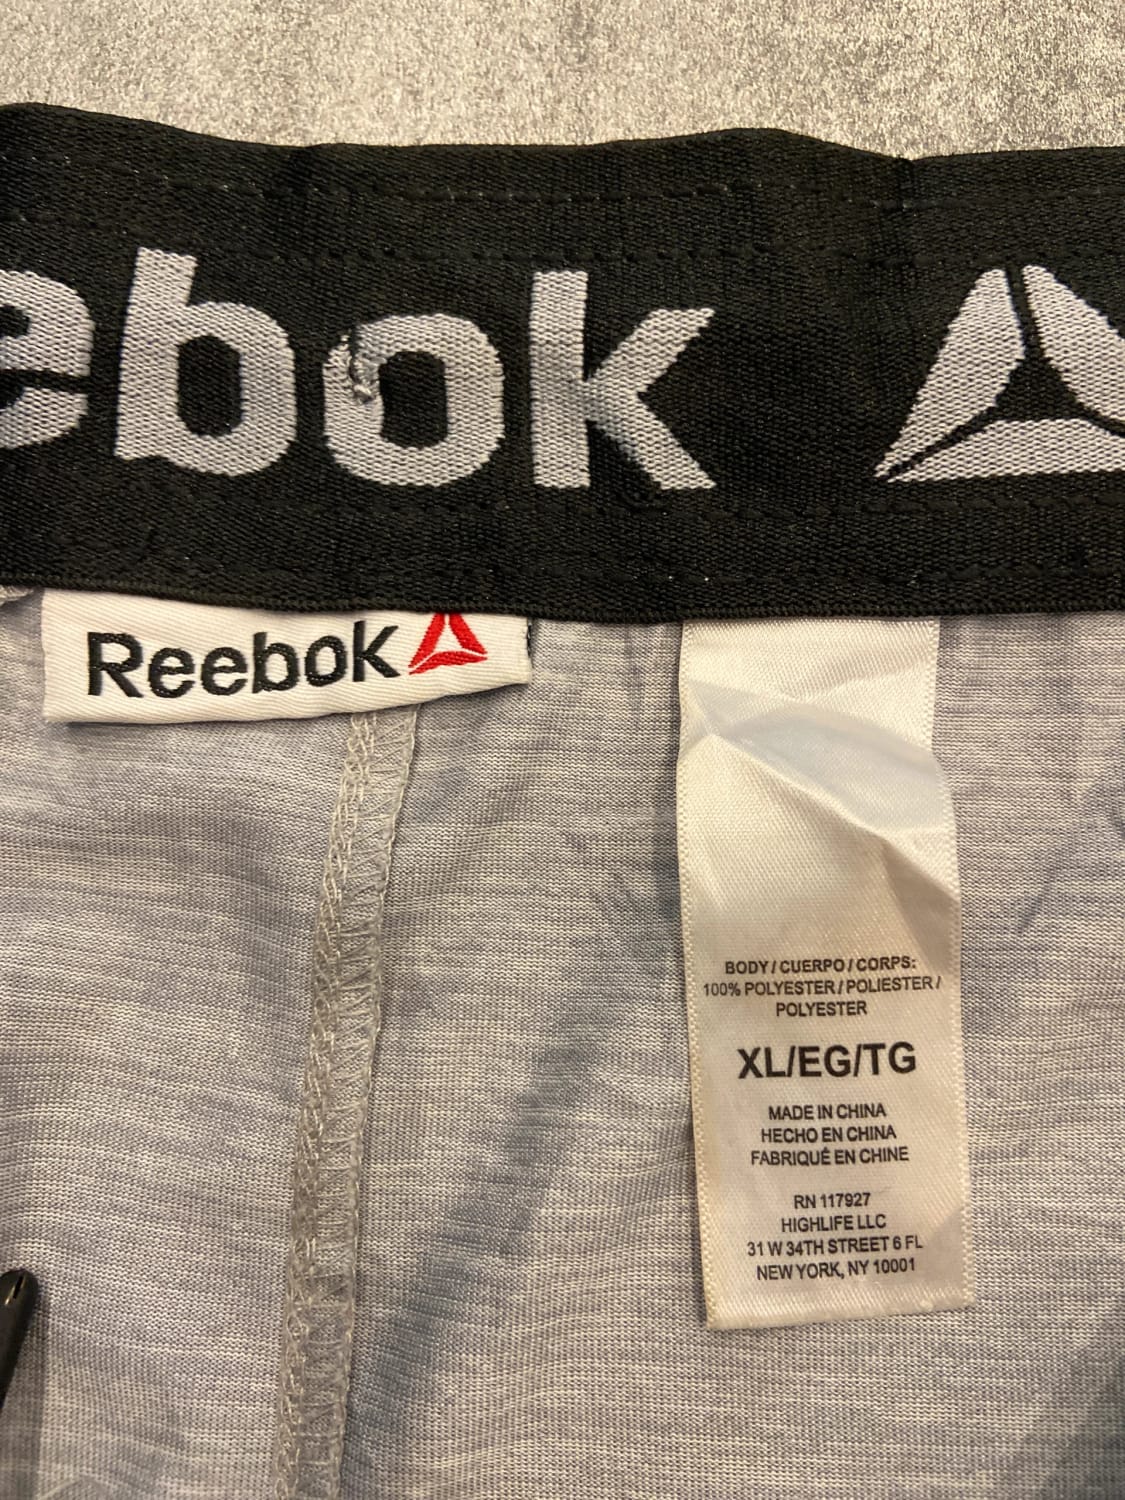 ebok
Reebok
BODY / CUERPO / CORPS:
100% POLYESTER / POLIESTER /
POLYESTER
XL/EG/TG
MADE IN CHINA
HECHO EN CHINA
FABRIQUÉ EN CHINE
RN 117927
HIGHLIFE LLC
31 W 34TH STREET 6 FL
NEW YORK, NY 10001